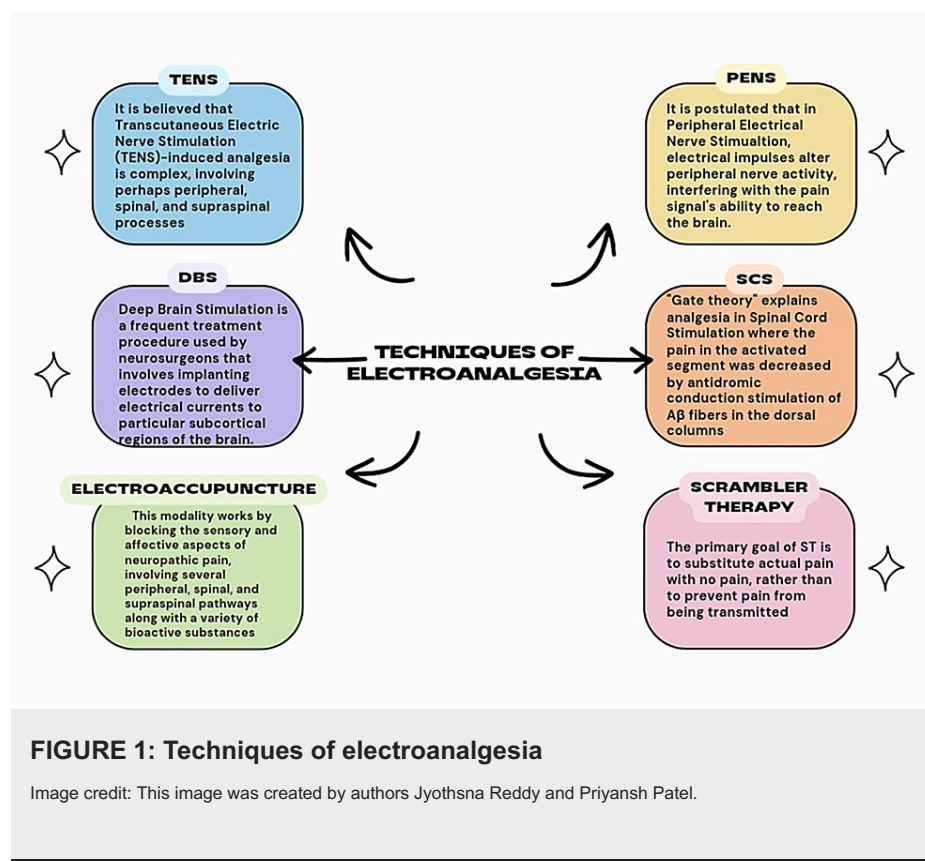 TENS
It is believed that
Transcutaneous Electric
Nerve Stimulation
(TENS)-induced analgesia
is complex, involving
perhaps peripheral,
spinal, and supraspinal
processes
PENS
It is postulated that in
Peripheral Electrical
Nerve Stimualtion,
electrical impulses alter
peripheral nerve activity,
interfering with the pain
signal's ability to reach
the brain.
DBS
Deep Brain Stimulation is
a frequent treatment
procedure used by
neurosurgeons that
involves implanting
electrodes to deliver
electrical currents to
particular subcortical
regions of the brain.
TECHNIQUES OF
ELECTROANALGESIA
SCS
"Gate theory" explains
analgesia in Spinal Cord
Stimulation where the
pain in the activated
segment was decreased
by antidromic
conduction stimulation of
Aβ fibers in the dorsal
columns
ELECTROACCUPUNCTURE
This modality works by
blocking the sensory and
affective aspects of
neuropathic pain,
involving several
peripheral, spinal, and
supraspinal pathways
along with a variety of
bioactive substances
SCRAMBLER
THERAPY
The primary goal of ST is
to substitute actual pain
with no pain, rather than
to prevent pain from
being transmitted
FIGURE 1: Techniques of electroanalgesia
Image credit: This image was created by authors Jyothsna Reddy and Priyansh Patel.